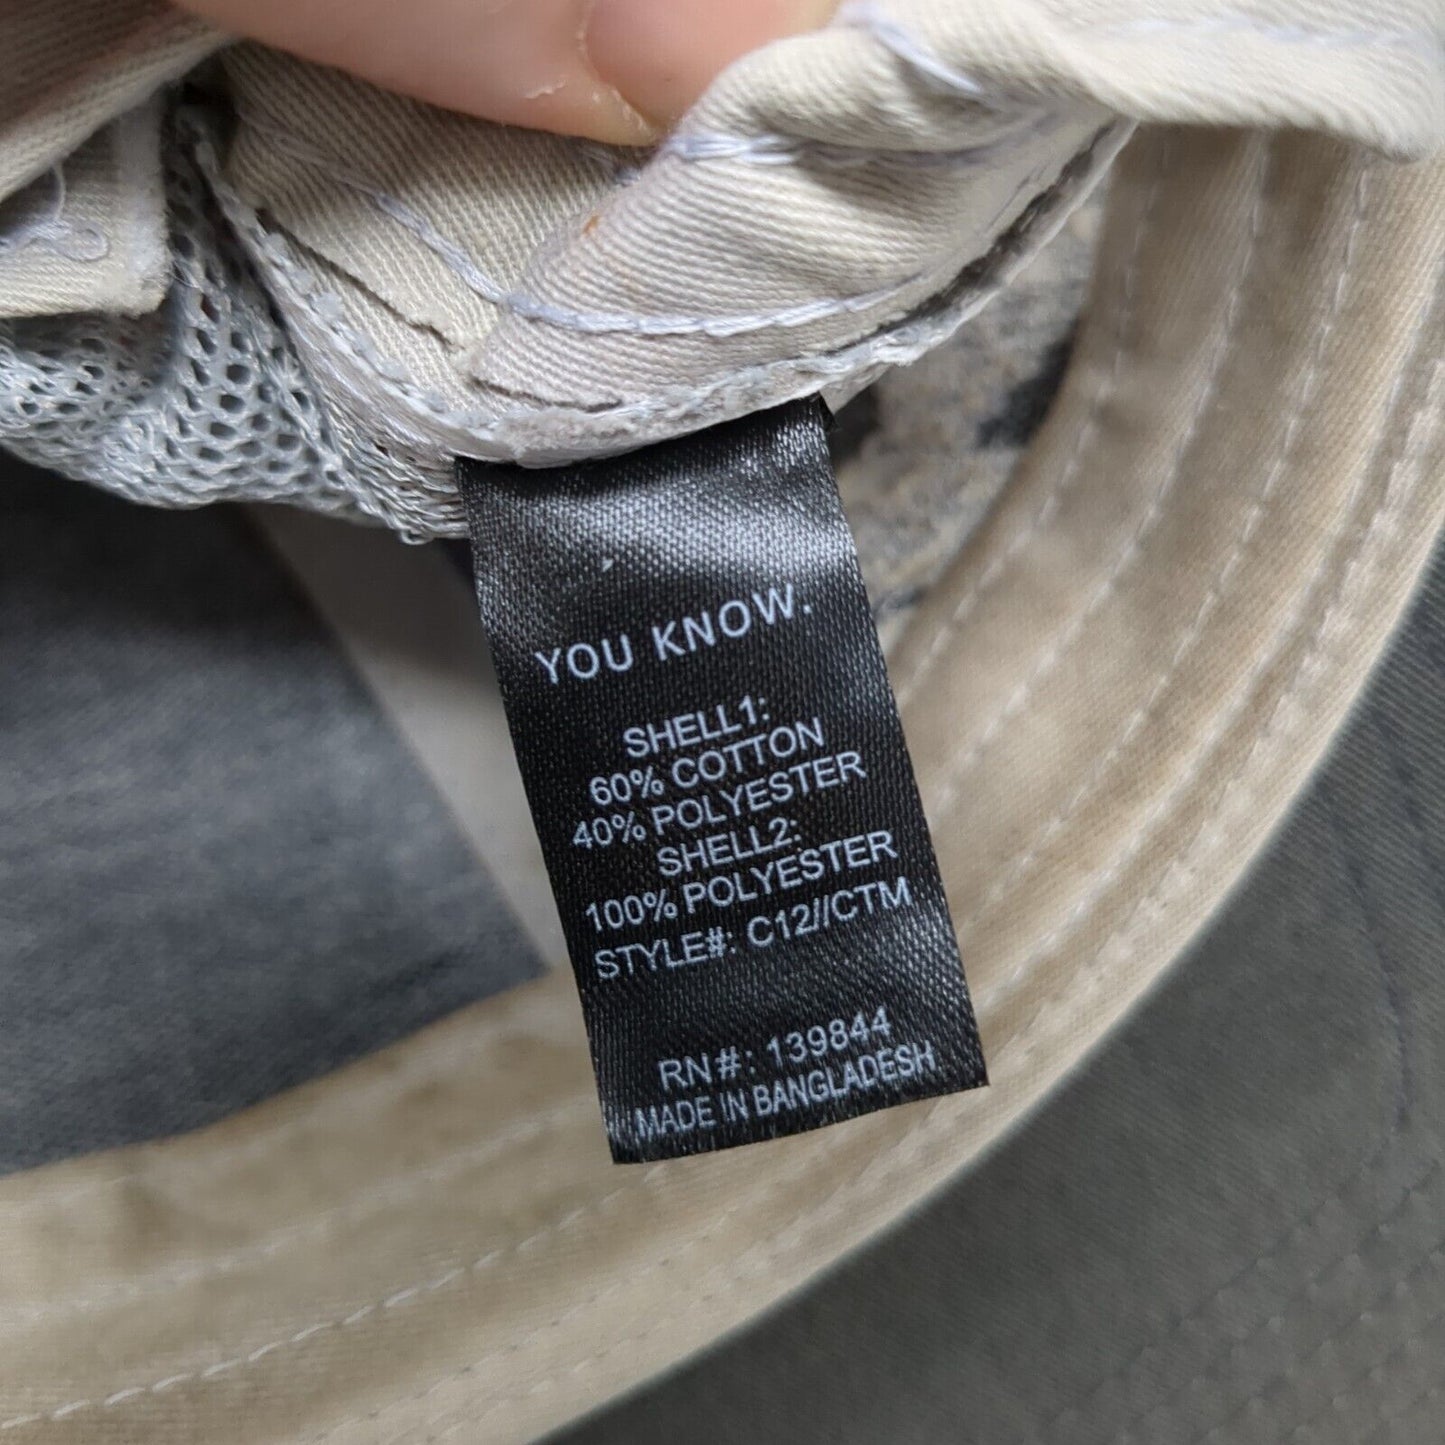 YOU KNOW.
SHELL1:
60% COTTON
40% POLYESTER
SHELL2:
100% POLYESTER
STYLE#: C12//CTM
RN#: 139844
MADE IN BANGLADESH